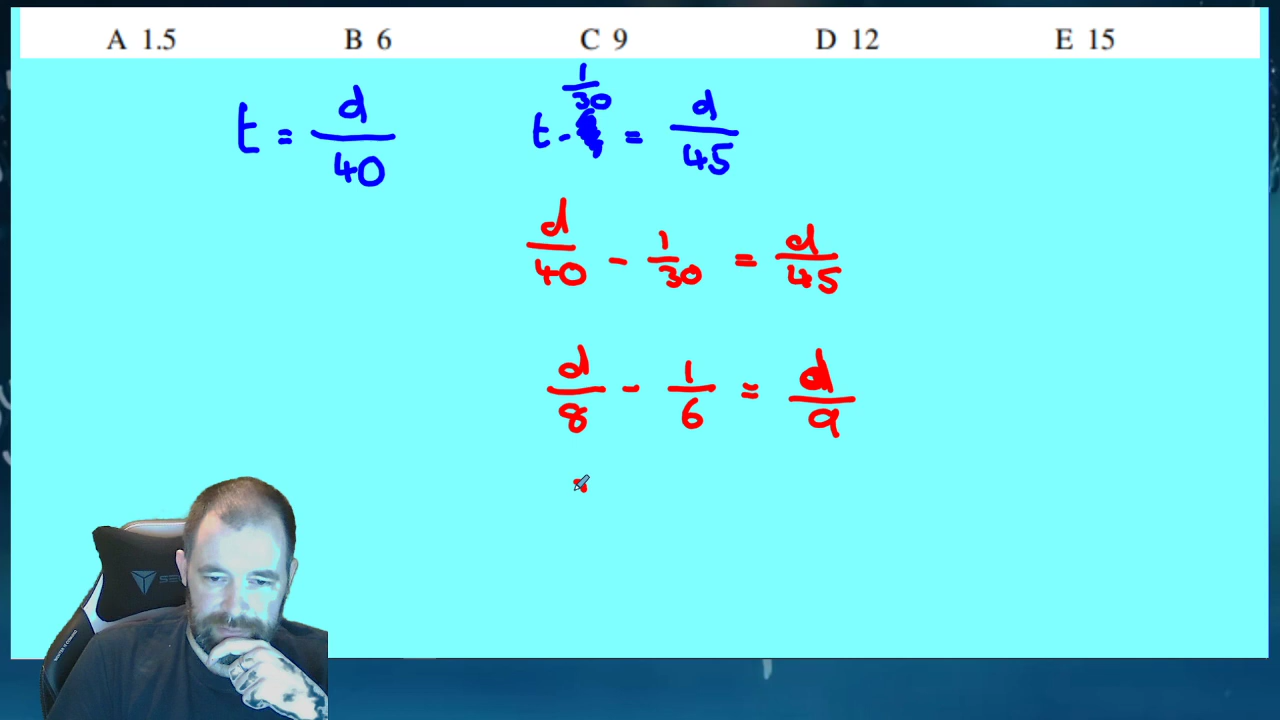 A 1.5 B 6 C 9 D 12 E 15
t = d/40 t - 1/30 = d/45
d/40 - 1/30 = d/45
d/8 - 1/6 = d/9